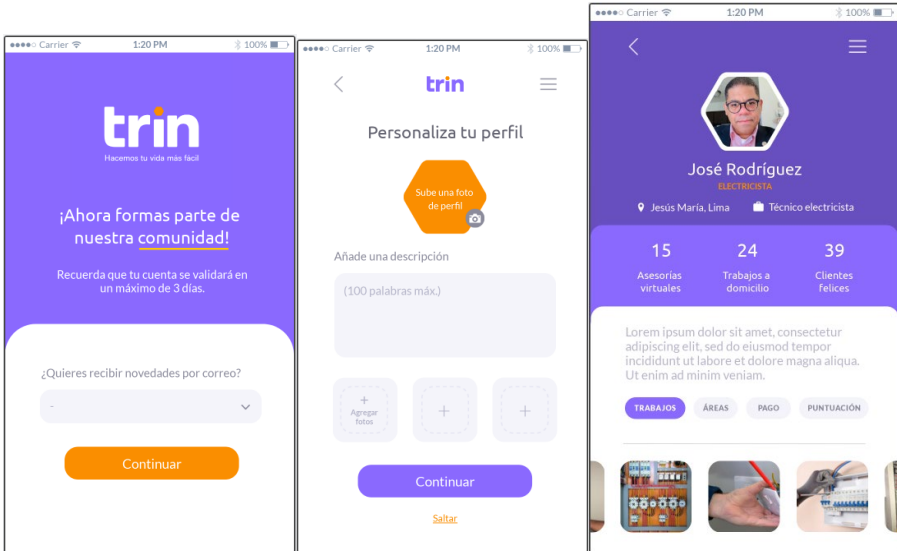 Carrier
1:20 PM
100%
trin
Hacemos tu vida más fácil
¡Ahora formas parte de
nuestra comunidad!
Recuerda que tu cuenta se validará en
un máximo de 3 días.
¿Quieres recibir novedades por correo?
-
Continuar
Carrier
1:20 PM
100%
trin
Personaliza tu perfil
Sube una foto
de perfil
Añade una descripción
(100 palabras máx.)
+
Agregar
fotos
+
+
Continuar
Saltar
Carrier
1:20 PM
100%
José Rodríguez
ELECTRICISTA
Jesús María, Lima
Técnico electricista
15
Asesorías
virtuales
24
Trabajos a
domicilio
39
Clientes
felices
Lorem ipsum dolor sit amet, consectetur
adipiscing elit, sed do eiusmod tempor
incididunt ut labore et dolore magna aliqua.
Ut enim ad minim veniam.
TRABAJOS
ÁREAS
PAGO
PUNTUACIÓN